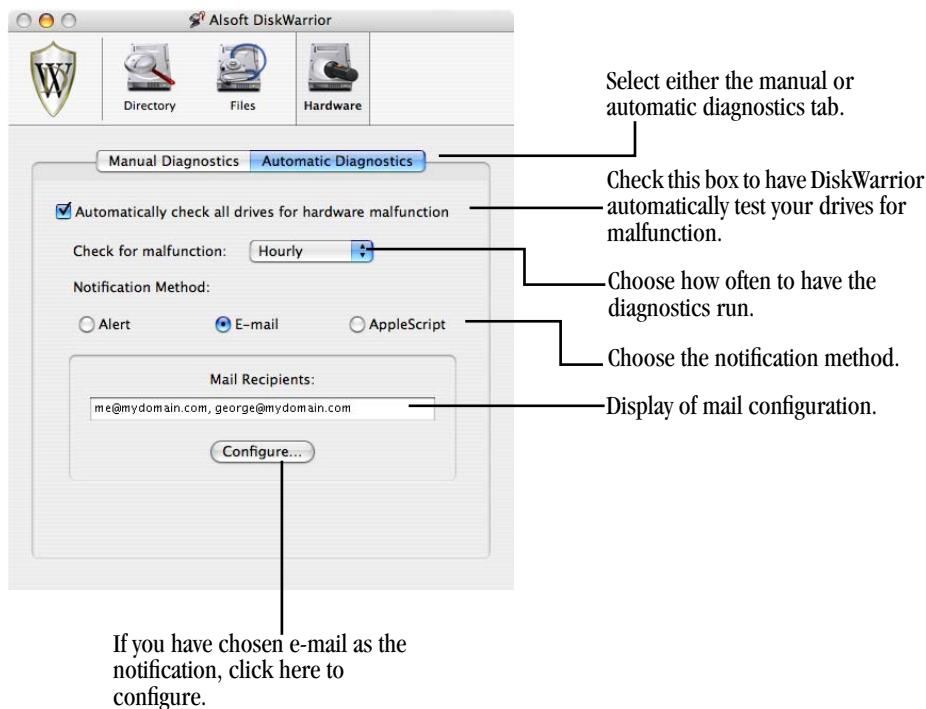 Alsoft DiskWarrior
W
Directory
Files
Hardware
Select either the manual or
automatic diagnostics tab.
Manual Diagnostics
Automatic Diagnostics
Check this box to have DiskWarrior
automatically test your drives for
malfunction.
Automatically check all drives for hardware malfunction
Check for malfunction:
Hourly
Choose how often to have the
diagnostics run.
Notification Method:
Alert
E-mail
AppleScript
Choose the notification method.
Mail Recipients:
me@mydomain.com, george@mydomain.com
Display of mail configuration.
Configure...
If you have chosen e-mail as the
notification, click here to
configure.